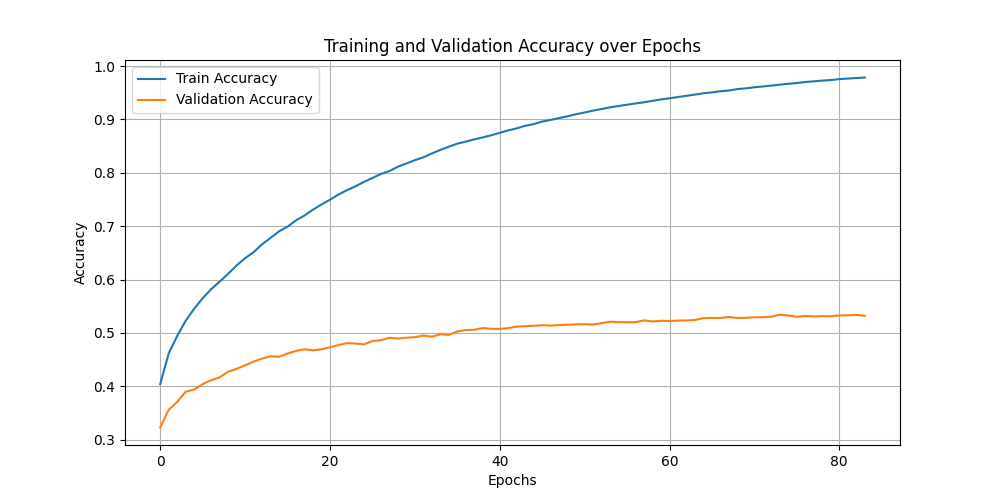 Training and Validation Accuracy over Epochs
Train Accuracy
Validation Accuracy
Accuracy
1.0
0.9
0.8
0.7
0.6
0.5
0.4
0.3
0 20 40 60 80
Epochs